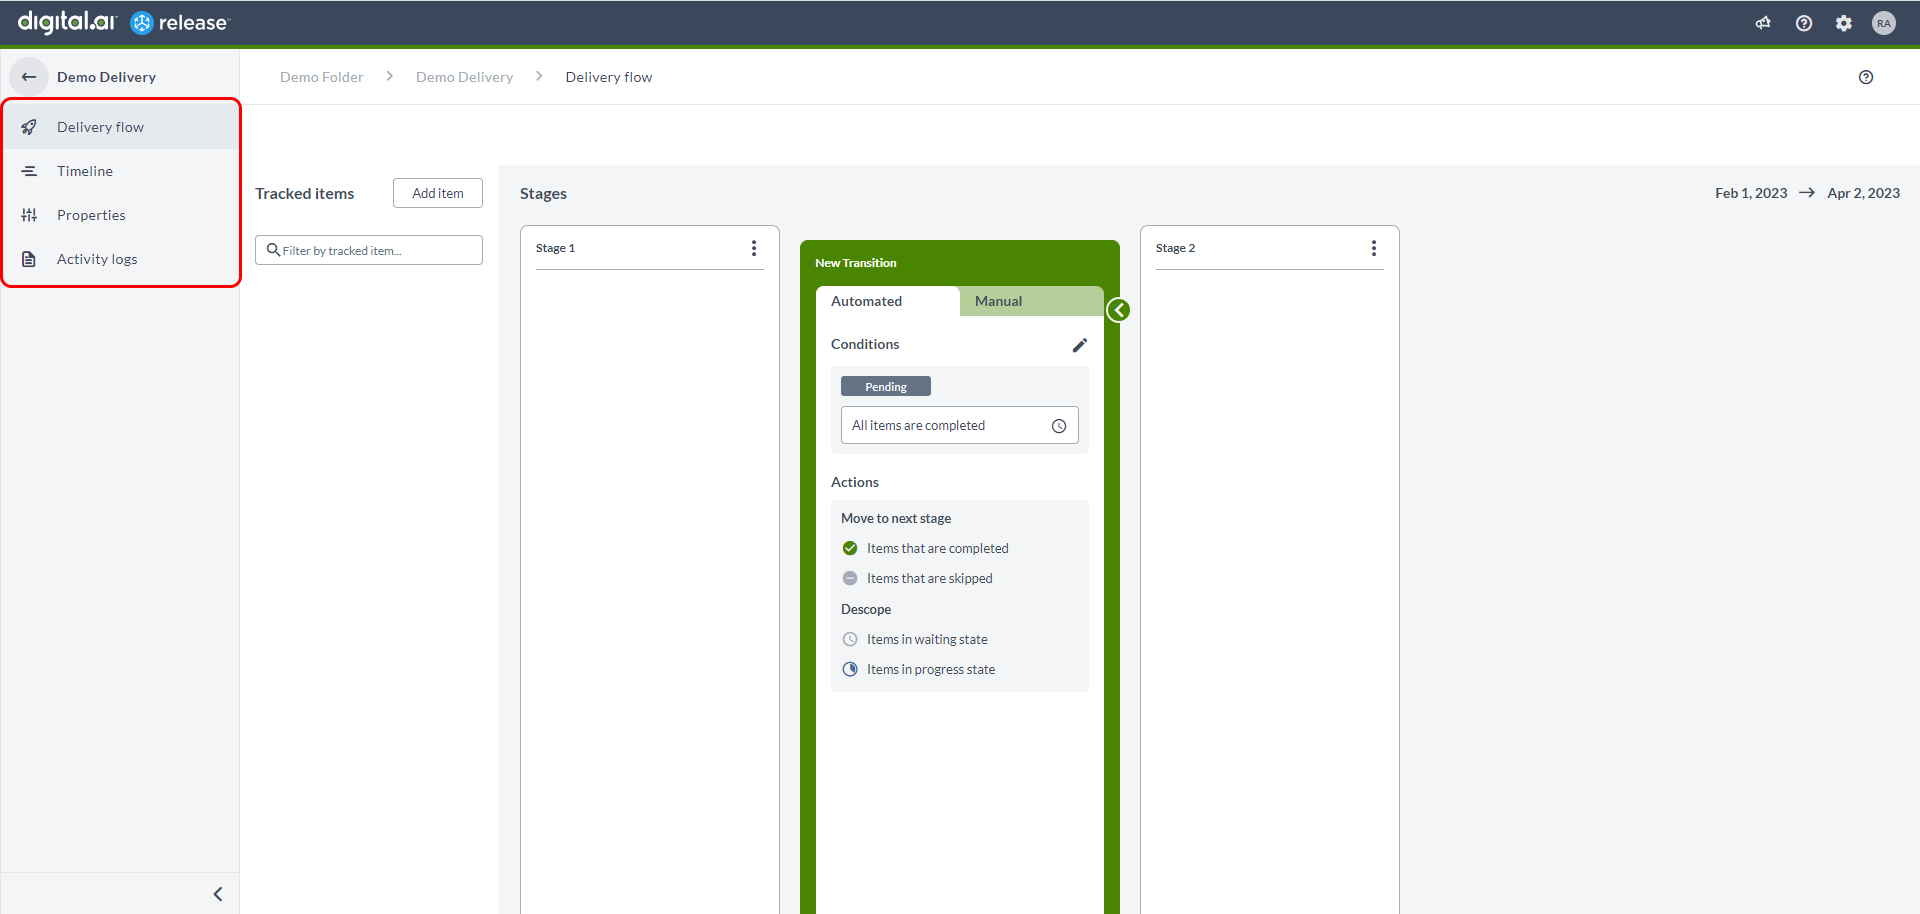 digital.ai release
RA
Demo Delivery
Demo Folder
Demo Delivery
Delivery flow
Delivery flow
Timeline
Properties
Activity logs
Tracked items
Add item
Filter by tracked item...
Stages
Feb 1, 2023
Apr 2, 2023
Stage 1
New Transition
Automated
Manual
Conditions
Pending
All items are completed
Actions
Move to next stage
Items that are completed
Items that are skipped
Descope
Items in waiting state
Items in progress state
Stage 2